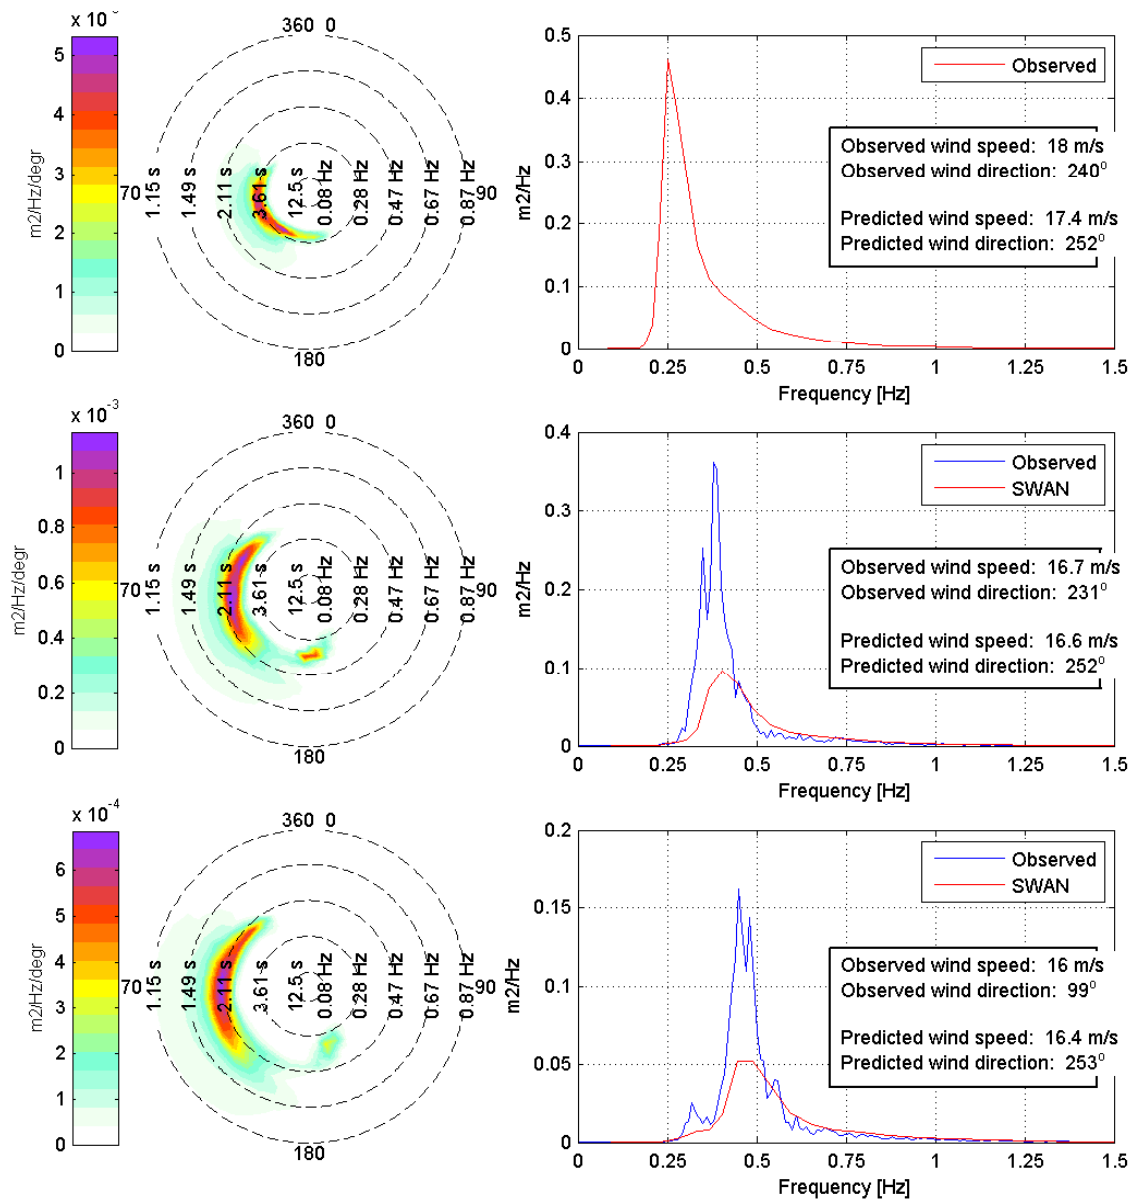 x 10
5
4
3
2
1
0
m2/Hz/degr
360 0
70
1.15 s
1.49 s
2.11 s
3.61 s
12.5 s
0.08 Hz
0.28 Hz
0.47 Hz
0.67 Hz
0.87 Hz
90
180
0.5
0.4
0.3
0.2
0.1
0
m2/Hz
Observed
Observed wind speed: 18 m/s
Observed wind direction: 240⁰
Predicted wind speed: 17.4 m/s
Predicted wind direction: 252⁰
0 0.25 0.5 0.75 1 1.25 1.5
Frequency [Hz]
x 10⁻³
1
0.8
0.6
0.4
0.2
0
m2/Hz/degr
360 0
70
1.15 s
1.49 s
2.11 s
3.61 s
12.5 s
0.08 Hz
0.28 Hz
0.47 Hz
0.67 Hz
0.87 Hz
90
180
0.4
0.3
0.2
0.1
0
m2/Hz
Observed
SWAN
Observed wind speed: 16.7 m/s
Observed wind direction: 231⁰
Predicted wind speed: 16.6 m/s
Predicted wind direction: 252⁰
0 0.25 0.5 0.75 1 1.25 1.5
Frequency [Hz]
x 10⁻⁴
6
5
4
3
2
1
0
m2/Hz/degr
360 0
70
1.15 s
1.49 s
2.11 s
3.61 s
12.5 s
0.08 Hz
0.28 Hz
0.47 Hz
0.67 Hz
0.87 Hz
90
180
0.2
0.15
0.1
0.05
0
m2/Hz
Observed
SWAN
Observed wind speed: 16 m/s
Observed wind direction: 99⁰
Predicted wind speed: 16.4 m/s
Predicted wind direction: 253⁰
0 0.25 0.5 0.75 1 1.25 1.5
Frequency [Hz]